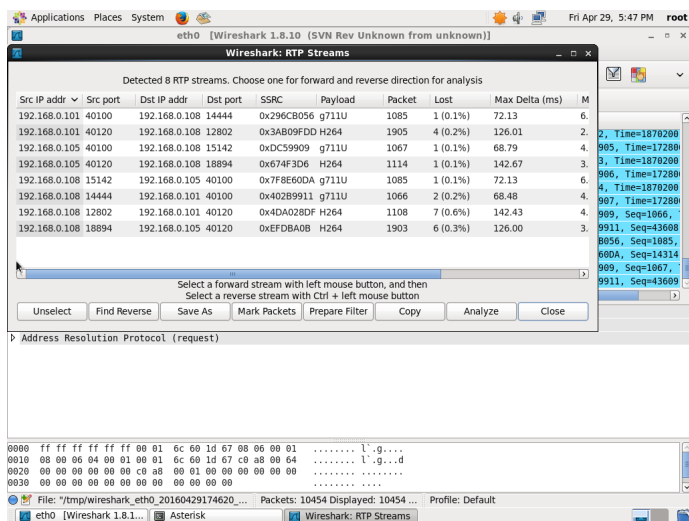 Applications Places System Fri Apr 29, 5:47 PM root
eth0 [Wireshark 1.8.10 (SVN Rev Unknown from unknown)]
Wireshark: RTP Streams
Detected 8 RTP streams. Choose one for forward and reverse direction for analysis
Src IP addr Src port Dst IP addr Dst port SSRC Payload Packet Lost Max Delta (ms) M
192.168.0.101 40100 192.168.0.108 14444 0x296CB056 g711U 1085 1 (0.1%) 72.13 6.
192.168.0.101 40120 192.168.0.108 12802 0x3AB09FDD H264 1905 4 (0.2%) 126.01 2.
192.168.0.105 40100 192.168.0.108 15142 0xDC59909 g711U 1067 1 (0.1%) 68.79 4.
192.168.0.105 40120 192.168.0.108 18894 0x674F3D6 H264 1114 1 (0.1%) 142.67 3.
192.168.0.108 15142 192.168.0.105 40100 0x7F8E60DA g711U 1085 1 (0.1%) 72.13 6.
192.168.0.108 14444 192.168.0.101 40100 0x402B9911 g711U 1066 2 (0.2%) 68.48 4.
192.168.0.108 12802 192.168.0.101 40120 0x4DA028DF H264 1108 7 (0.6%) 142.43 4.
192.168.0.108 18894 192.168.0.105 40120 0xEFDBA0B H264 1903 6 (0.3%) 126.00 3.
2, Time=1870200
905, Time=17280
3, Time=1870200
906, Time=17280
4, Time=1870200
907, Time=17280
909, Seq=1066,
9911, Seq=43608
B056, Seq=1085,
60DA, Seq=14314
909, Seq=1067,
9911, Seq=43609
Select a forward stream with left mouse button, and then
Select a reverse stream with Ctrl + left mouse button
Unselect Find Reverse Save As Mark Packets Prepare Filter Copy Analyze Close
Address Resolution Protocol (request)
0000 ff ff ff ff ff ff 00 01 6c 60 1d 67 08 06 00 01 ........ l`.g....
0010 08 00 06 04 00 01 00 01 6c 60 1d 67 c0 a8 00 64 ........ l`.g...d
0020 00 00 00 00 00 00 c0 a8 00 01 00 00 00 00 00 00 ........ ........
0030 00 00 00 00 00 00 00 00 00 00 00 00 ........ ....
File: "/tmp/wireshark_eth0_20160429174620_... Packets: 10454 Displayed: 10454 ... Profile: Default
eth0 [Wireshark 1.8.1... Asterisk Wireshark: RTP Streams